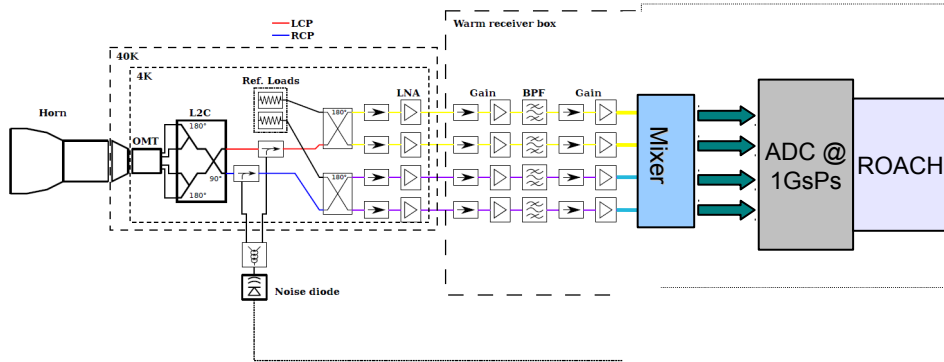 LCP
RCP
Warm receiver box
40K
4K
Ref. Loads
Horn
OMT
L2C
180°
90°
180°
180°
180°
LNA
Gain
BPF
Gain
Mixer
ADC @
1GsPs
ROACH
Noise diode